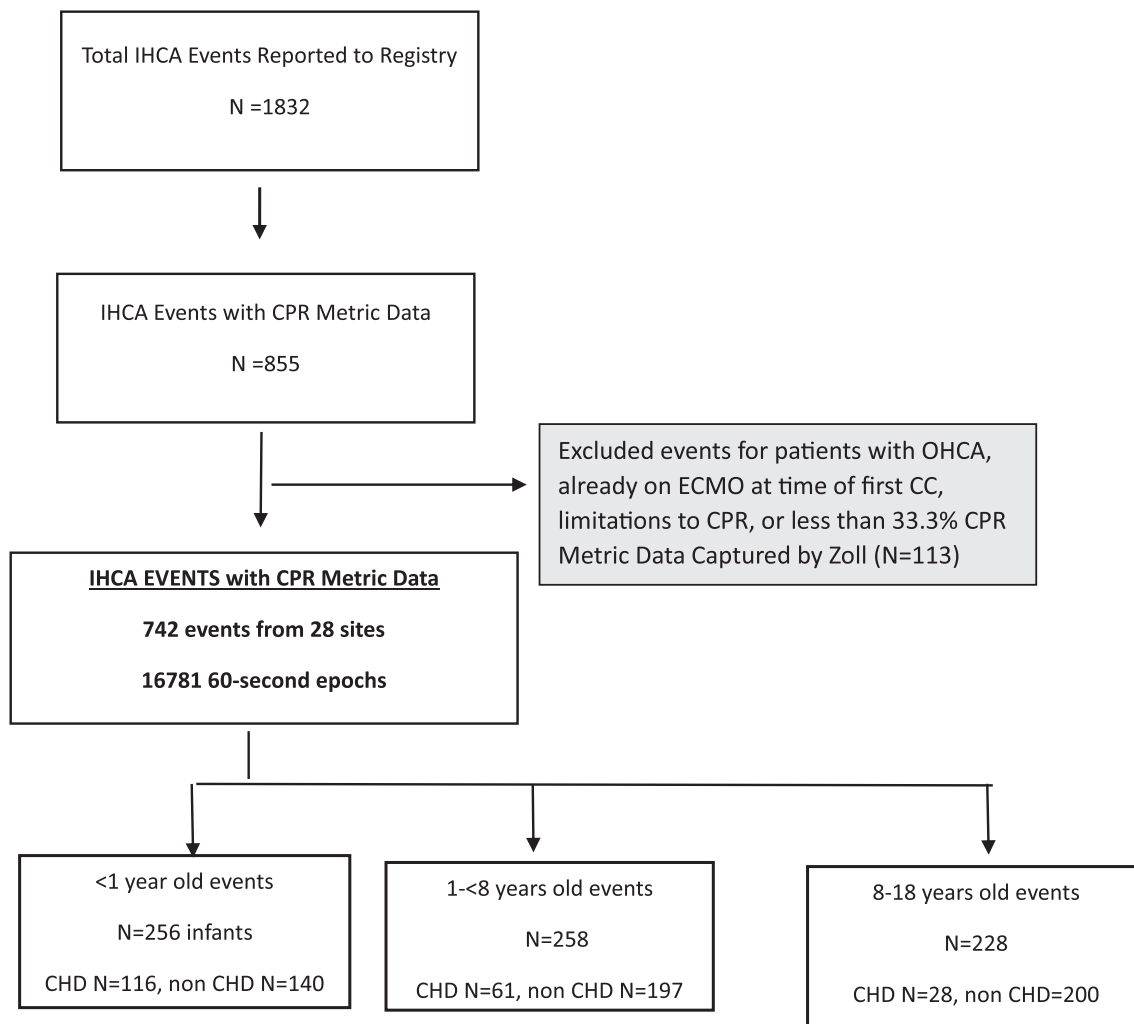 Total IHCA Events Reported to Registry
N =1832
IHCA Events with CPR Metric Data
N =855
Excluded events for patients with OHCA,
already on ECMO at time of first CC,
limitations to CPR, or less than 33.3% CPR
Metric Data Captured by Zoll (N=113)
IHCA EVENTS with CPR Metric Data
742 events from 28 sites
16781 60-second epochs
<1 year old events
N=256 infants
CHD N=116, non CHD N=140
1-<8 years old events
N=258
CHD N=61, non CHD N=197
8-18 years old events
N=228
CHD N=28, non CHD=200